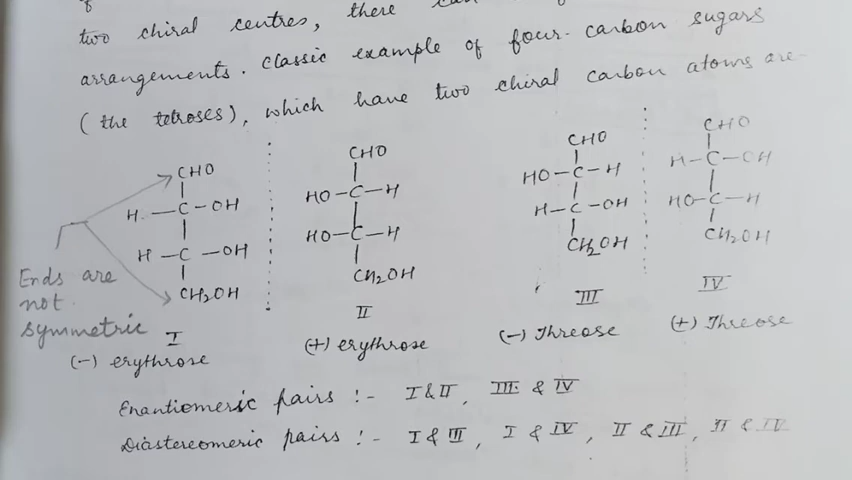 two chiral centres, there
arrangements. Classic example of four-carbon sugars
(the tetroses), which have two chiral carbon atoms are-
CHO CHO CHO CHO
H-C-OH HO-C-H HO-C-H H-C-OH
H-C-OH HO-C-H H-C-OH HO-C-H
CH2OH CH2OH CH2OH CH2OH
Ends are
not
symmetric
I II III IV
(-) erythrose (+) erythrose (-) Threose (+) Threose
Enantiomeric pairs :- I & II, III & IV
Diastereomeric pairs :- I & III, I & IV, II & III, II & IV